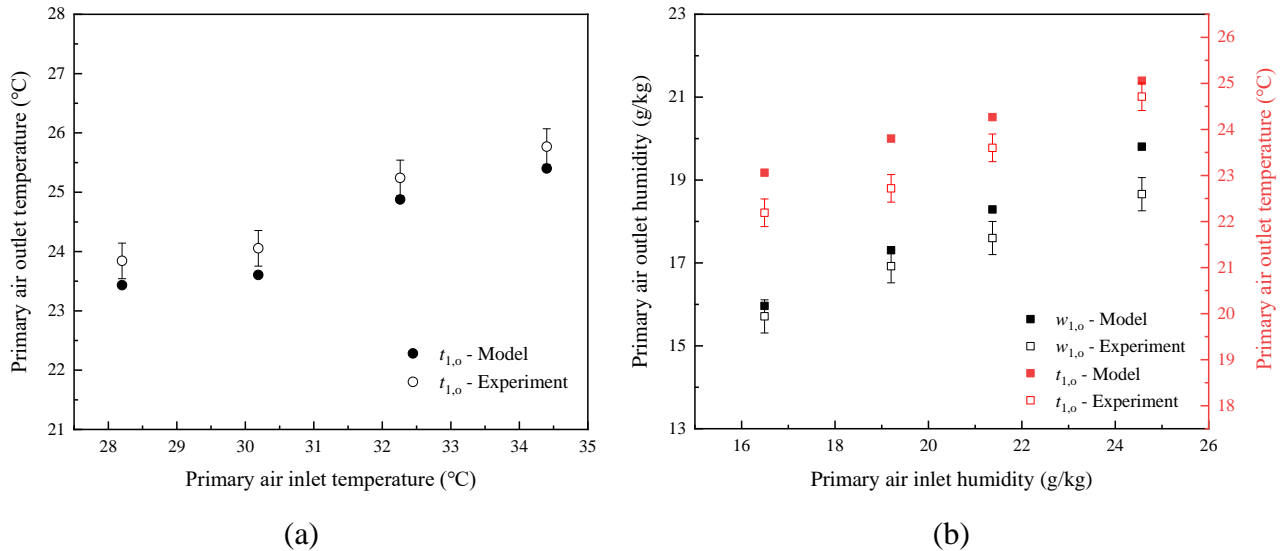 28
27
26
25
24
23
22
21
28
29
30
31
32
33
34
35
Primary air outlet temperature (℃)
Primary air inlet temperature (℃)
t1,o - Model
t1,o - Experiment
(a)
23
21
19
17
15
13
16
18
20
22
24
26
26
25
24
23
22
21
20
19
18
Primary air outlet humidity (g/kg)
Primary air outlet temperature (℃)
Primary air inlet humidity (g/kg)
w1,o - Model
w1,o - Experiment
t1,o - Model
t1,o - Experiment
(b)